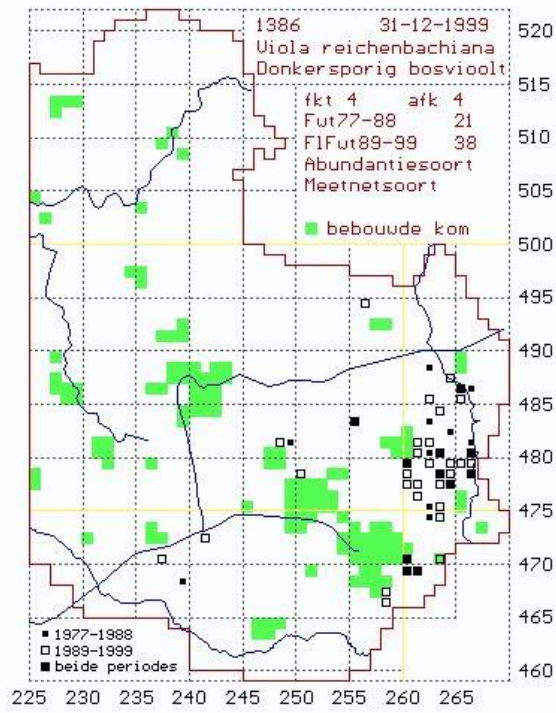 1386 31-12-1999
Viola reichenbachiana
Donkersporig bosvioolt
fkt 4 afk 4
Fut77-88 21
FlFut89-99 38
Abundantiesoort
Meetnetsoort
bebouwde kom
520
515
510
505
500
495
490
485
480
475
470
465
460
1977-1988
1989-1999
beide periodes
225 230 235 240 245 250 255 260 265